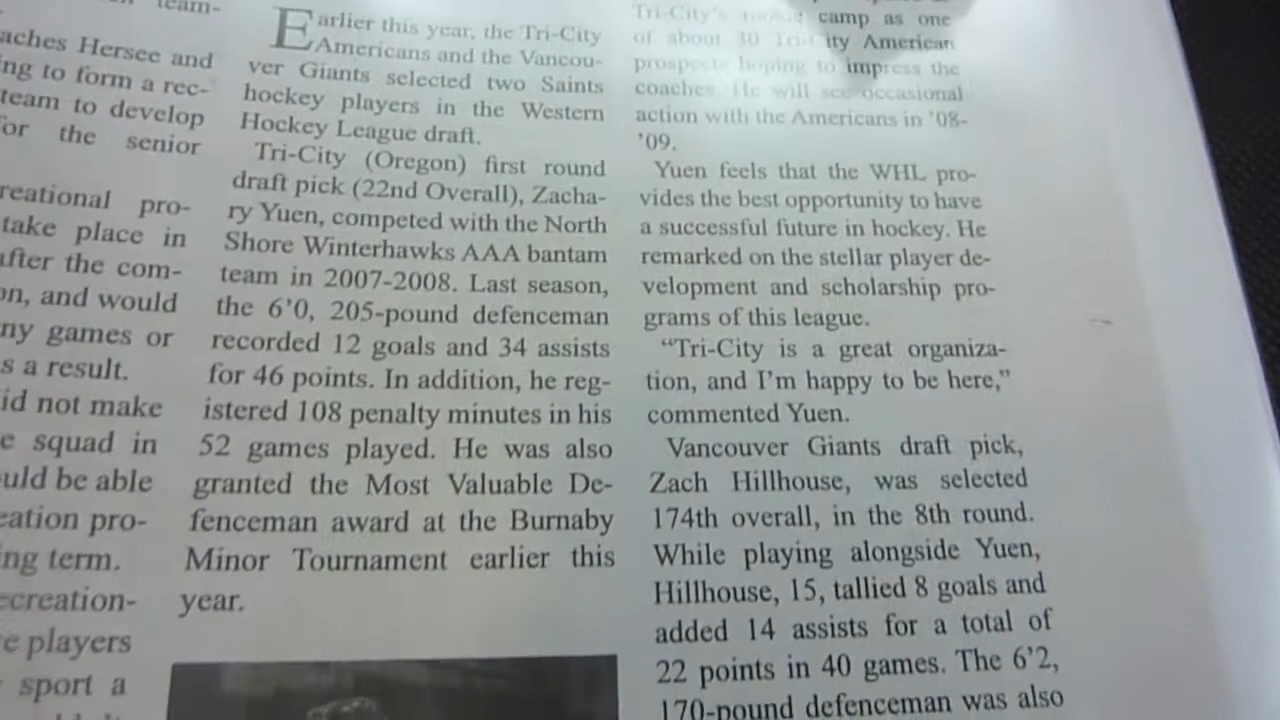 team-
aches Hersee and
ng to form a rec-
team to develop
for the senior
reational pro-
take place in
after the com-
on, and would
ny games or
s a result.
id not make
e squad in
uld be able
eation pro-
ng term.
ecreation-
e players
sport a
Earlier this year, the Tri-City
Americans and the Vancou-
ver Giants selected two Saints
hockey players in the Western
Hockey League draft.
Tri-City (Oregon) first round
draft pick (22nd Overall), Zacha-
ry Yuen, competed with the North
Shore Winterhawks AAA bantam
team in 2007-2008. Last season,
the 6’0, 205-pound defenceman
recorded 12 goals and 34 assists
for 46 points. In addition, he reg-
istered 108 penalty minutes in his
52 games played. He was also
granted the Most Valuable De-
fenceman award at the Burnaby
Minor Tournament earlier this
year.
Tri-City’s rookie camp as one
of about 30 Tri-City American
prospects hoping to impress the
coaches. He will see occasional
action with the Americans in ’08-
’09.
Yuen feels that the WHL pro-
vides the best opportunity to have
a successful future in hockey. He
remarked on the stellar player de-
velopment and scholarship pro-
grams of this league.
“Tri-City is a great organiza-
tion, and I’m happy to be here,”
commented Yuen.
Vancouver Giants draft pick,
Zach Hillhouse, was selected
174th overall, in the 8th round.
While playing alongside Yuen,
Hillhouse, 15, tallied 8 goals and
added 14 assists for a total of
22 points in 40 games. The 6’2,
170-pound defenceman was also